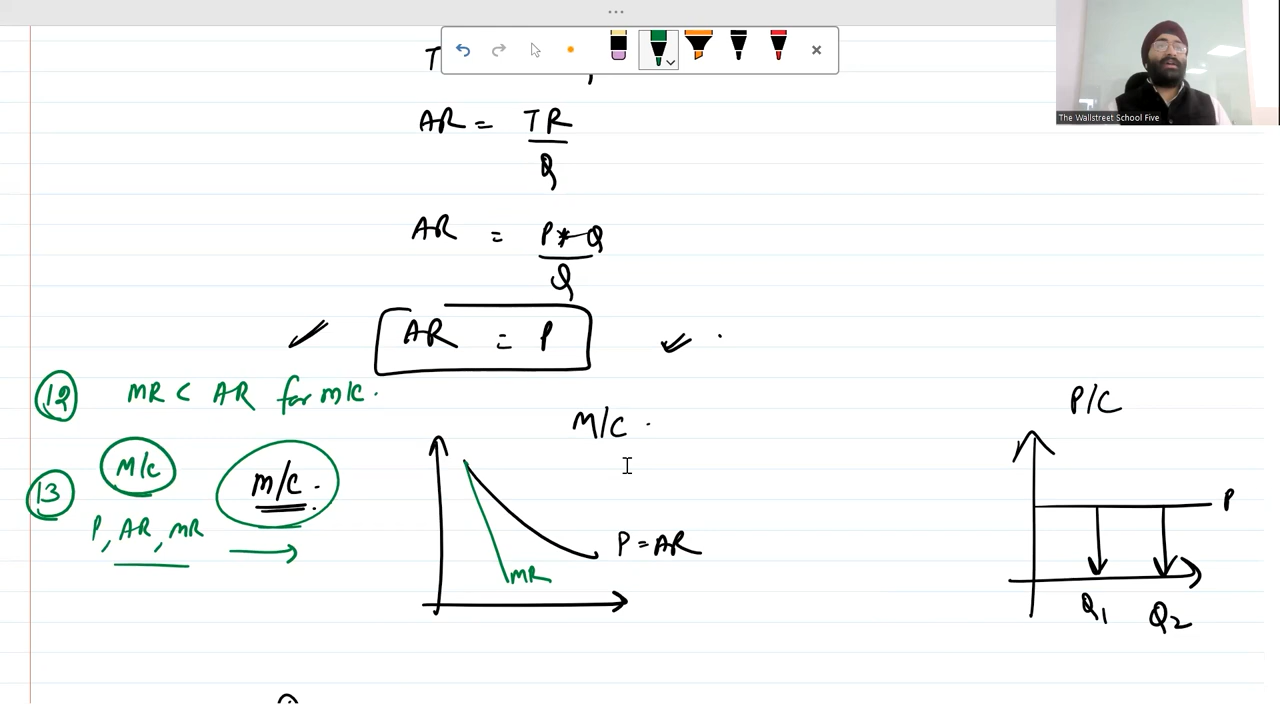 T
AR = TR
Q
AR = P * Q
Q
AR = P
12 MR < AR for M/C.
M/C .
P/C
13 M/C
m/c .
P, AR, MR
P = AR
MR
P
Q1 Q2
The Wallstreet School Five